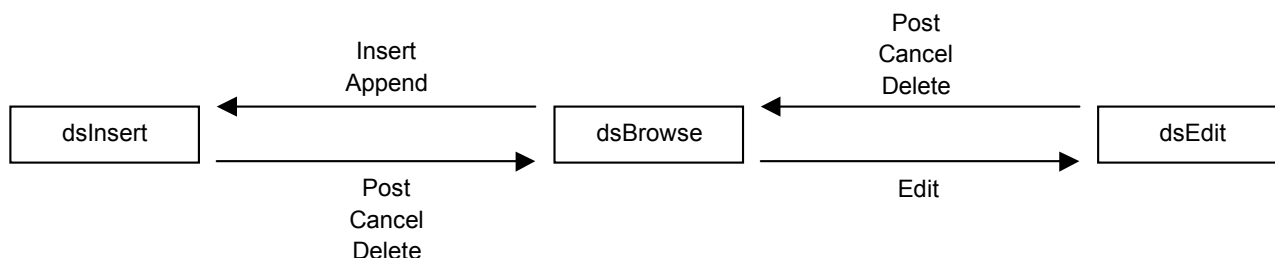 Insert
Append
Post
Cancel
Delete
dsInsert
dsBrowse
dsEdit
Post
Cancel
Delete
Edit